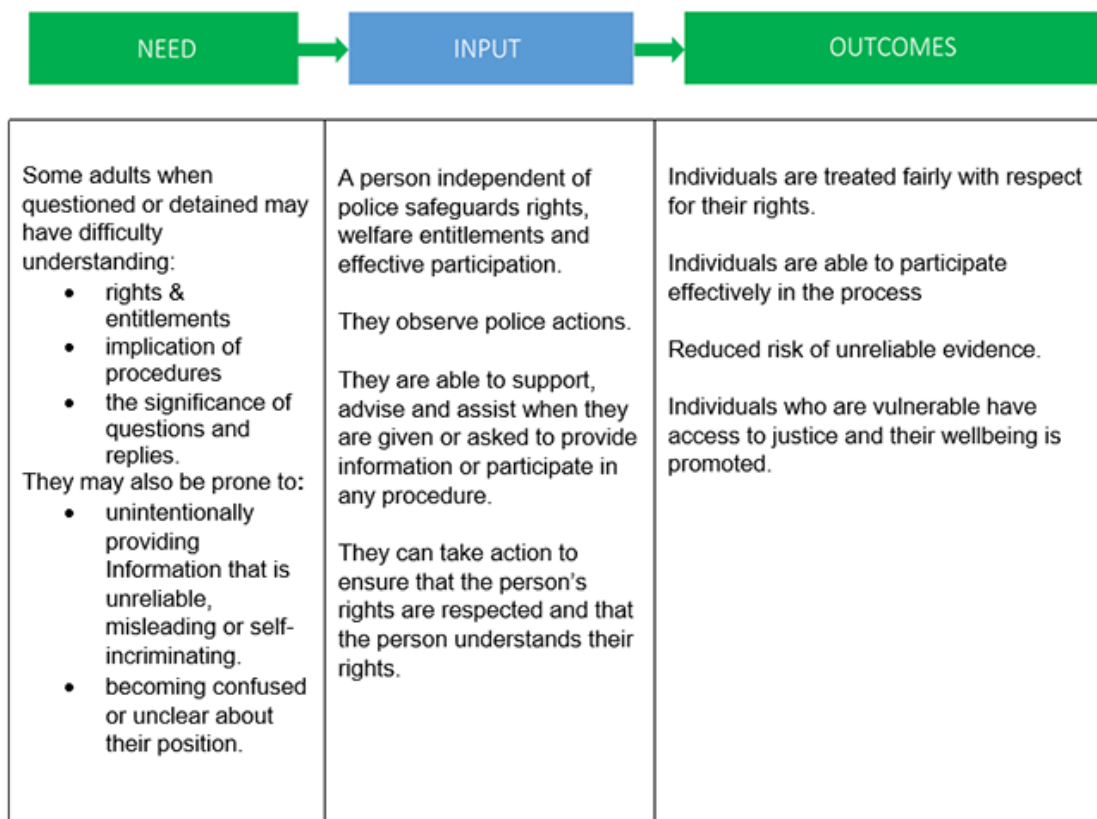 NEED
INPUT
OUTCOMES
Some adults when
questioned or detained may
have difficulty
understanding:
• rights &
entitlements
• implication of
procedures
• the significance of
questions and
replies.
They may also be prone to:
• unintentionally
providing
Information that is
unreliable,
misleading or self-
incriminating.
• becoming confused
or unclear about
their position.
A person independent of
police safeguards rights,
welfare entitlements and
effective participation.
They observe police actions.
They are able to support,
advise and assist when they
are given or asked to provide
information or participate in
any procedure.
They can take action to
ensure that the person’s
rights are respected and that
the person understands their
rights.
Individuals are treated fairly with respect
for their rights.
Individuals are able to participate
effectively in the process
Reduced risk of unreliable evidence.
Individuals who are vulnerable have
access to justice and their wellbeing is
promoted.